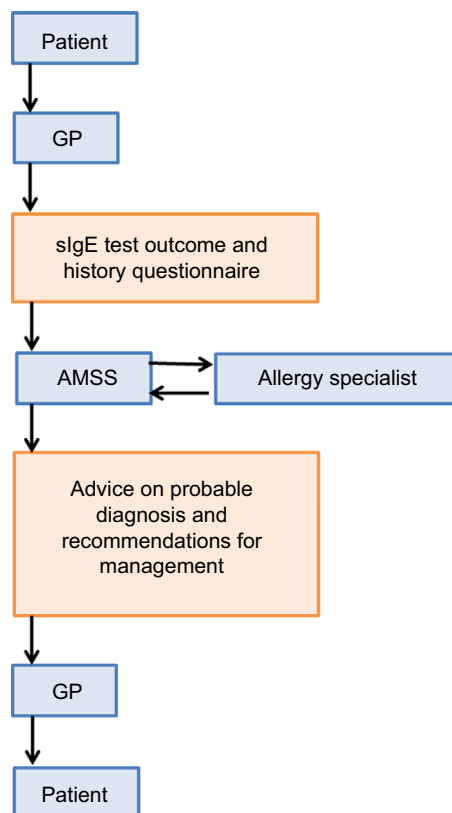 Patient
GP
sIgE test outcome and
history questionnaire
AMSS
Allergy specialist
Advice on probable
diagnosis and
recommendations for
management
GP
Patient